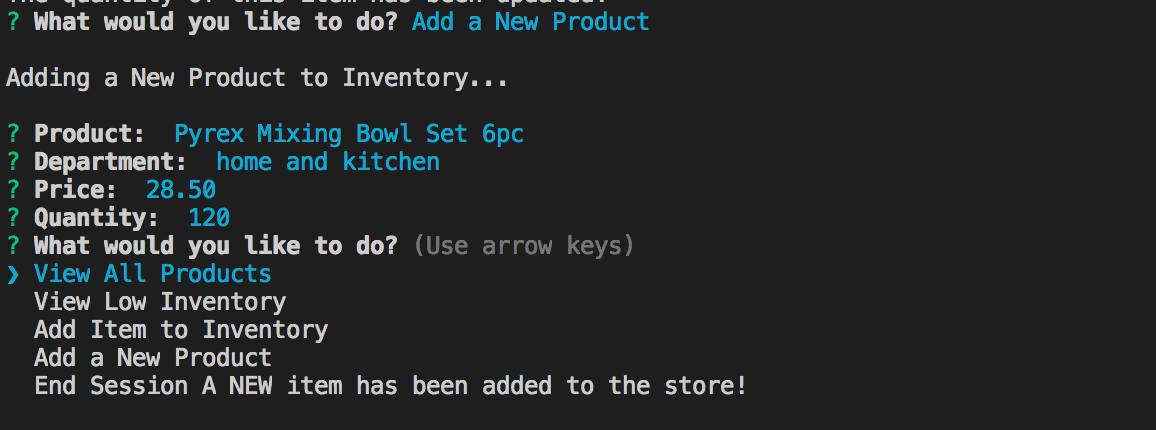 The quantity of this item has been updated!
? What would you like to do? Add a New Product
Adding a New Product to Inventory...
? Product:  Pyrex Mixing Bowl Set 6pc
? Department:  home and kitchen
? Price:  28.50
? Quantity:  120
? What would you like to do? (Use arrow keys)
❯ View All Products
View Low Inventory
Add Item to Inventory
Add a New Product
End Session A NEW item has been added to the store!